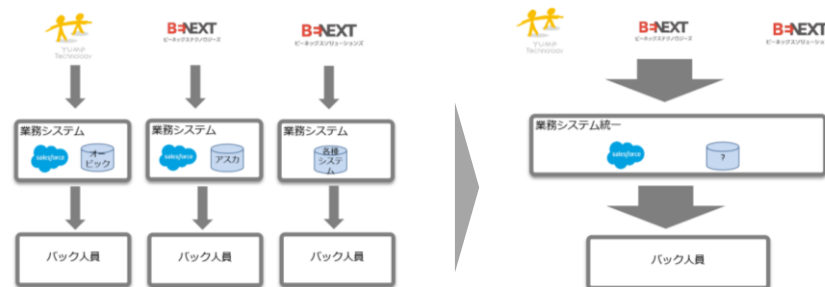 YUMP
Technology
BENEXT
ビーネックステクノロジーズ
BENEXT
ビーネックスソリューションズ
業務システム
salesforce
オー
ビック
業務システム
salesforce
アスカ
業務システム
各種
システ
ム
バック人員
バック人員
バック人員
YUMP
Technology
BENEXT
ビーネックステクノロジーズ
BENEXT
ビーネックスソリューションズ
業務システム統一
salesforce
?
バック人員